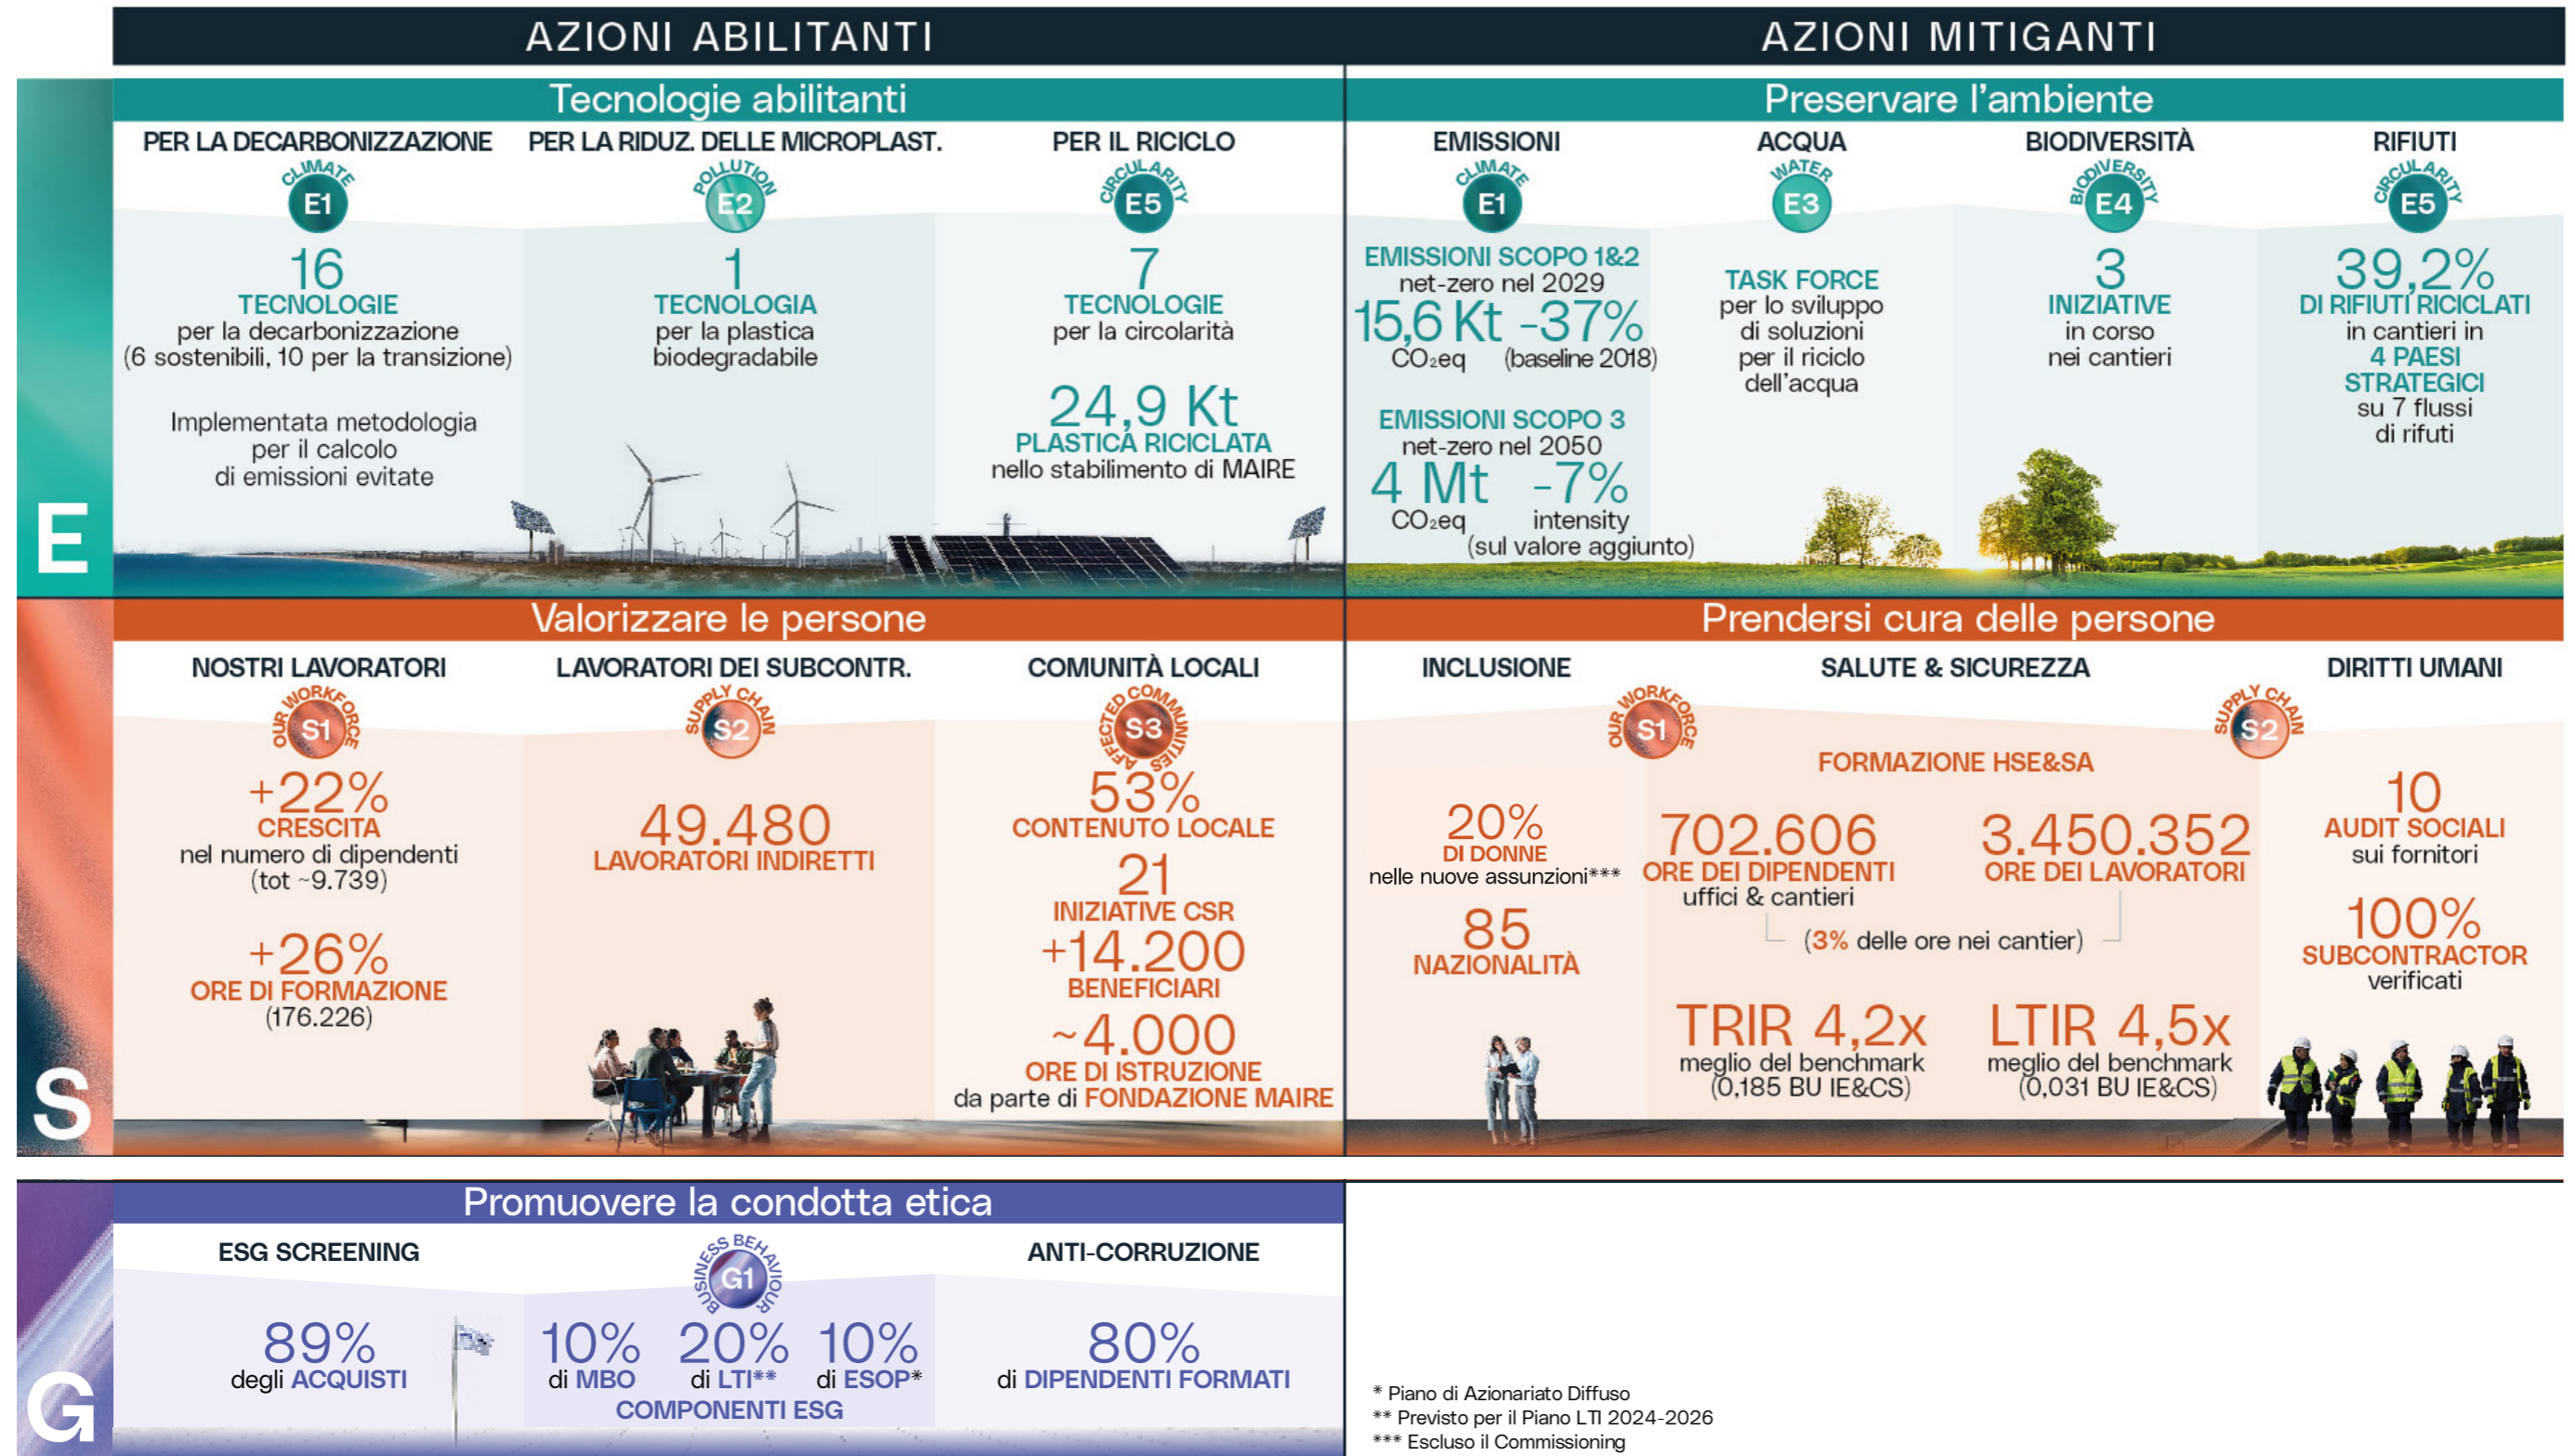 AZIONI ABILITANTI
AZIONI MITIGANTI
Tecnologie abilitanti
PER LA DECARBONIZZAZIONE
CLIMATE
E1
16
TECNOLOGIE
per la decarbonizzazione
(6 sostenibili, 10 per la transizione)
Implementata metodologia
per il calcolo
di emissioni evitate
PER LA RIDUZ. DELLE MICROPLAST.
POLLUTION
E2
1
TECNOLOGIA
per la plastica
biodegradabile
PER IL RICICLO
CIRCULARITY
E5
7
TECNOLOGIE
per la circolarità
24,9 Kt
PLASTICA RICICLATA
nello stabilimento di MAIRE
Preservare l'ambiente
EMISSIONI
CLIMATE
E1
EMISSIONI SCOPO 1&2
net-zero nel 2029
15,6 Kt -37%
CO₂eq (baseline 2018)
EMISSIONI SCOPO 3
net-zero nel 2050
4 Mt -7%
CO₂eq intensity
(sul valore aggiunto)
ACQUA
WATER
E3
TASK FORCE
per lo sviluppo
di soluzioni
per il riciclo
dell'acqua
BIODIVERSITÀ
BIODIVERSITY
E4
3
INIZIATIVE
in corso
nei cantieri
RIFIUTI
CIRCULARITY
E5
39,2%
DI RIFIUTI RICICLATI
in cantieri in
4 PAESI
STRATEGICI
su 7 flussi
di rifuti
E
Valorizzare le persone
NOSTRI LAVORATORI
OUR WORKFORCE
S1
+22%
CRESCITA
nel numero di dipendenti
(tot ~9.739)
+26%
ORE DI FORMAZIONE
(176.226)
LAVORATORI DEI SUBCONTR.
SUPPLY CHAIN
S2
49.480
LAVORATORI INDIRETTI
COMUNITÀ LOCALI
AFFECTED COMMUNITIES
S3
53%
CONTENUTO LOCALE
21
INIZIATIVE CSR
+14.200
BENEFICIARI
~4.000
ORE DI ISTRUZIONE
da parte di FONDAZIONE MAIRE
Prendersi cura delle persone
INCLUSIONE
OUR WORKFORCE
S1
20%
DI DONNE
nelle nuove assunzioni***
85
NAZIONALITÀ
SALUTE & SICUREZZA
FORMAZIONE HSE&SA
702.606
ORE DEI DIPENDENTI
uffici & cantieri
3.450.352
ORE DEI LAVORATORI
(3% delle ore nei cantier)
TRIR 4,2x
meglio del benchmark
(0,185 BU IE&CS)
LTIR 4,5x
meglio del benchmark
(0,031 BU IE&CS)
DIRITTI UMANI
SUPPLY CHAIN
S2
10
AUDIT SOCIALI
sui fornitori
100%
SUBCONTRACTOR
verificati
S
Promuovere la condotta etica
ESG SCREENING
89%
degli ACQUISTI
BUSINESS BEHAVIOUR
G1
10% 20% 10%
di MBO di LTI** di ESOP*
COMPONENTI ESG
ANTI-CORRUZIONE
80%
di DIPENDENTI FORMATI
G
* Piano di Azionariato Diffuso
** Previsto per il Piano LTI 2024-2026
*** Escluso il Commissioning